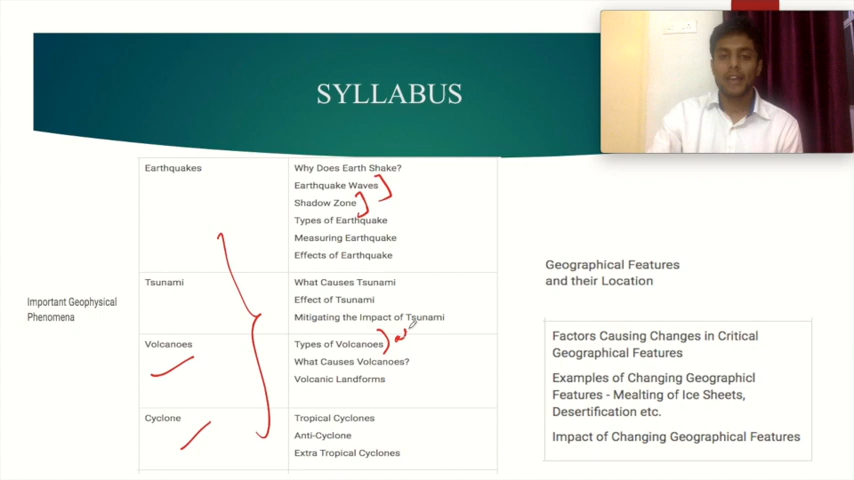 SYLLABUS
Earthquakes
Why Does Earth Shake?
Earthquake Waves
Shadow Zone
Types of Earthquake
Measuring Earthquake
Effects of Earthquake
Tsunami
What Causes Tsunami
Effect of Tsunami
Mitigating the Impact of Tsunami
Important Geophysical
Phenomena
Volcanoes
Types of Volcanoes
What Causes Volcanoes?
Volcanic Landforms
Cyclone
Tropical Cyclones
Anti-Cyclone
Extra Tropical Cyclones
Geographical Features
and their Location
Factors Causing Changes in Critical
Geographical Features
Examples of Changing Geographicl
Features - Mealting of Ice Sheets,
Desertification etc.
Impact of Changing Geographical Features